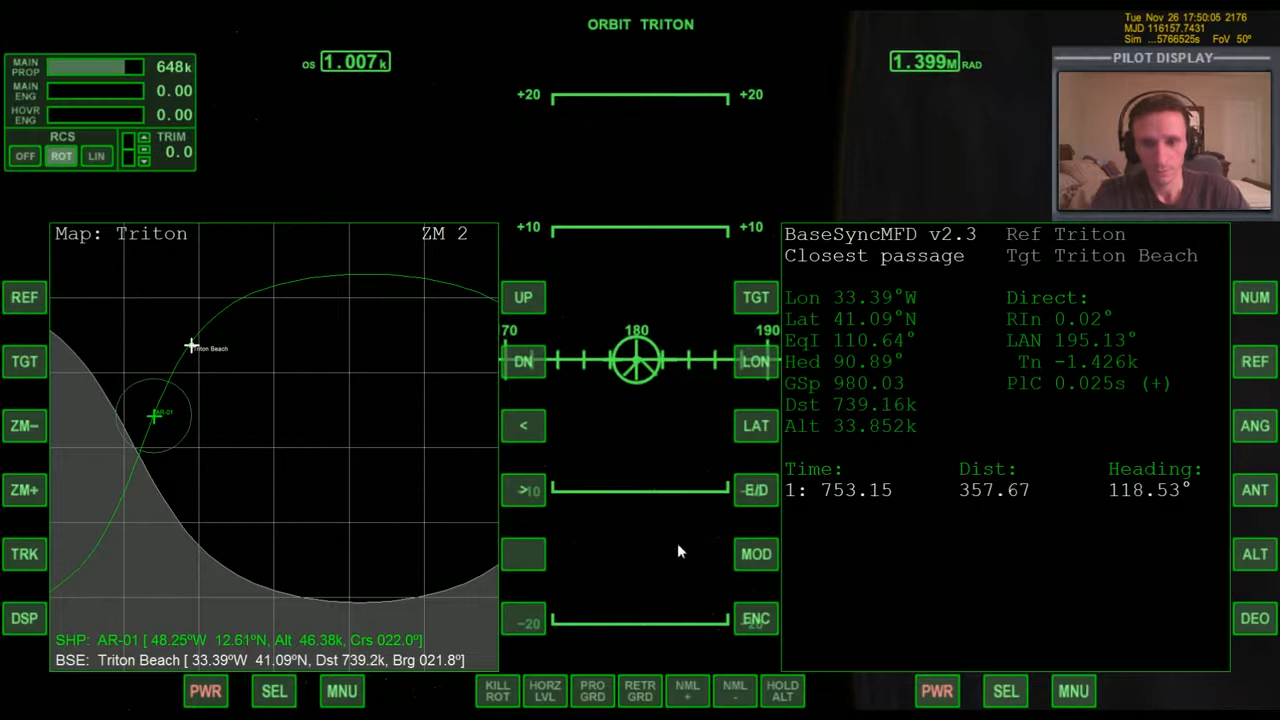 ORBIT TRITON
Tue Nov 26 17:50:05 2176
MJD 116157.7431
Sim ...5766525s FoV 50°
MAIN PROP 648k
MAIN ENG 0.00
HOVR ENG 0.00
RCS TRIM
OFF ROT LIN 0.0
OS 1.007k
1.399M RAD
PILOT DISPLAY
+20 +20
+10 +10
170 180 190
-10
-20
Map: Triton ZM 2
Triton Beach
AR-01
SHP: AR-01 [ 48.25°W 12.61°N, Alt 46.38k, Crs 022.0°]
BSE: Triton Beach [ 33.39°W 41.09°N, Dst 739.2k, Brg 021.8°]
REF
TGT
ZM-
ZM+
TRK
DSP
UP
DN
<
>
PWR SEL MNU
KILL ROT
HORZ LVL
PRO GRD
RETR GRD
NML +
NML -
HOLD ALT
TGT
LON
LAT
E/D
MOD
ENC
BaseSyncMFD v2.3 Ref Triton
Closest passage Tgt Triton Beach
Lon 33.39°W Direct:
Lat 41.09°N RIn 0.02°
EqI 110.64° LAN 195.13°
Hed 90.89° Tn -1.426k
GSp 980.03 PlC 0.025s (+)
Dst 739.16k
Alt 33.852k
Time: Dist: Heading:
1: 753.15 357.67 118.53°
NUM
REF
ANG
ANT
ALT
DEO
PWR SEL MNU